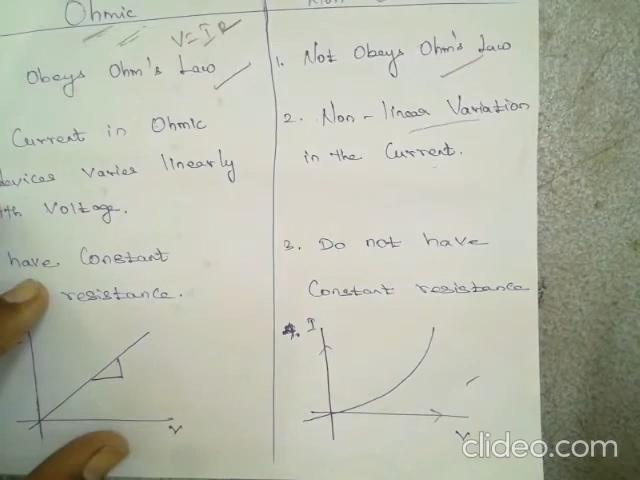 Ohmic
V=IR
Obeys Ohm's Law
Current in Ohmic
devices varies linearly
with Voltage.
have Constant
resistance.
V
1. Not Obeys Ohm's Law
2. Non-linear Variation
in the Current.
3. Do not have
Constant resistance
4. I
V
clideo.com